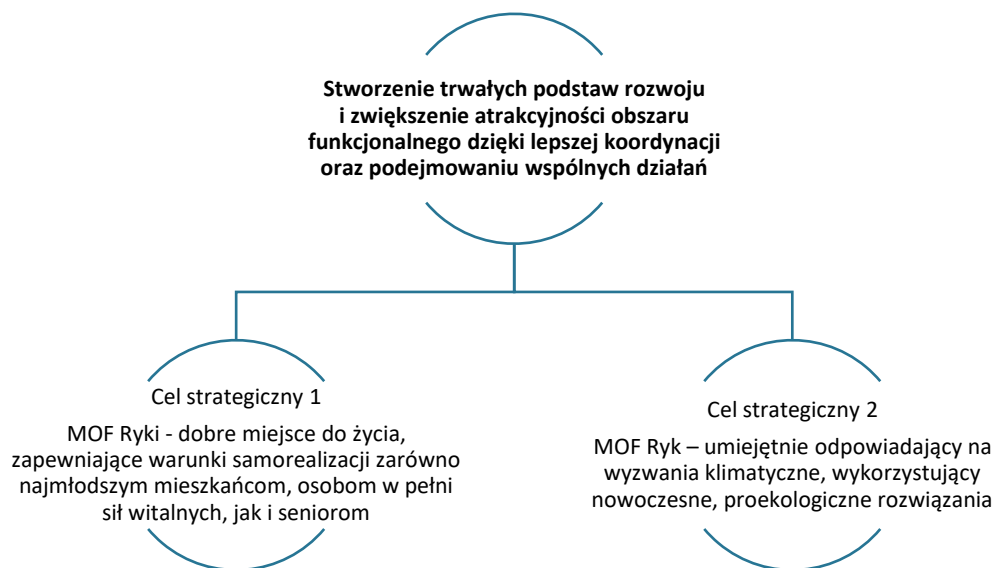 Stworzenie trwałych podstaw rozwoju
i zwiększenie atrakcyjności obszaru
funkcjonalnego dzięki lepszej koordynacji
oraz podejmowaniu wspólnych działań
Cel strategiczny 1
MOF Ryki - dobre miejsce do życia,
zapewniające warunki samorealizacji zarówno
najmłodszym mieszkańcom, osobom w pełni
sił witalnych, jak i seniorom
Cel strategiczny 2
MOF Ryk – umiejętnie odpowiadający na
wyzwania klimatyczne, wykorzystujący
nowoczesne, proekologiczne rozwiązania